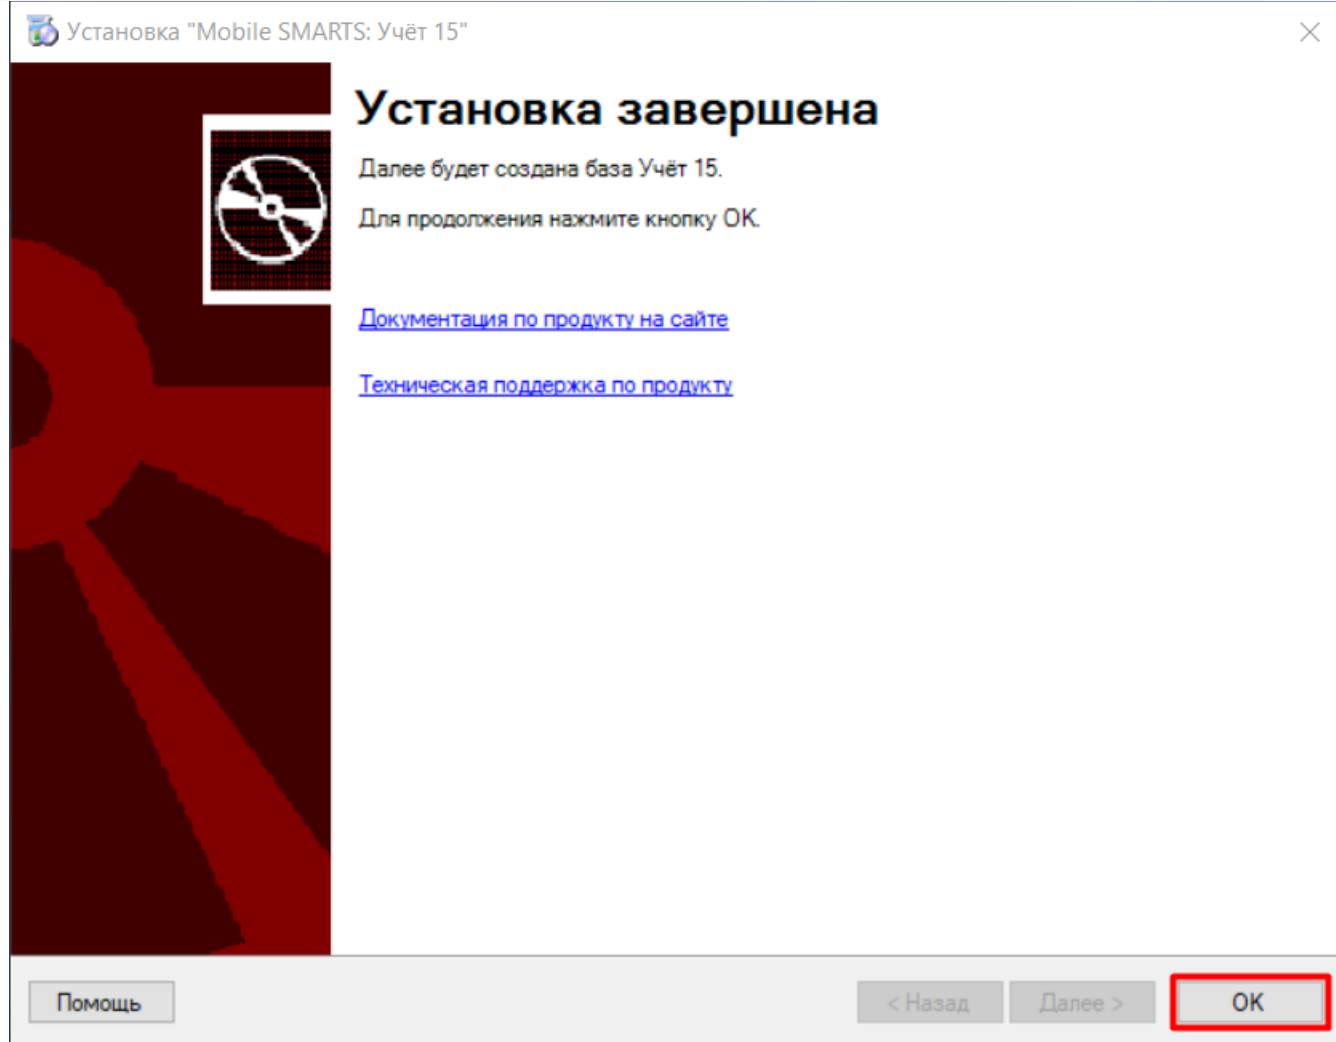 Установка "Mobile SMARTS: Учёт 15"
Установка завершена
Далее будет создана база Учёт 15.
Для продолжения нажмите кнопку ОК.
Документация по продукту на сайте
Техническая поддержка по продукту
Помощь
< Назад
Далее >
ОК